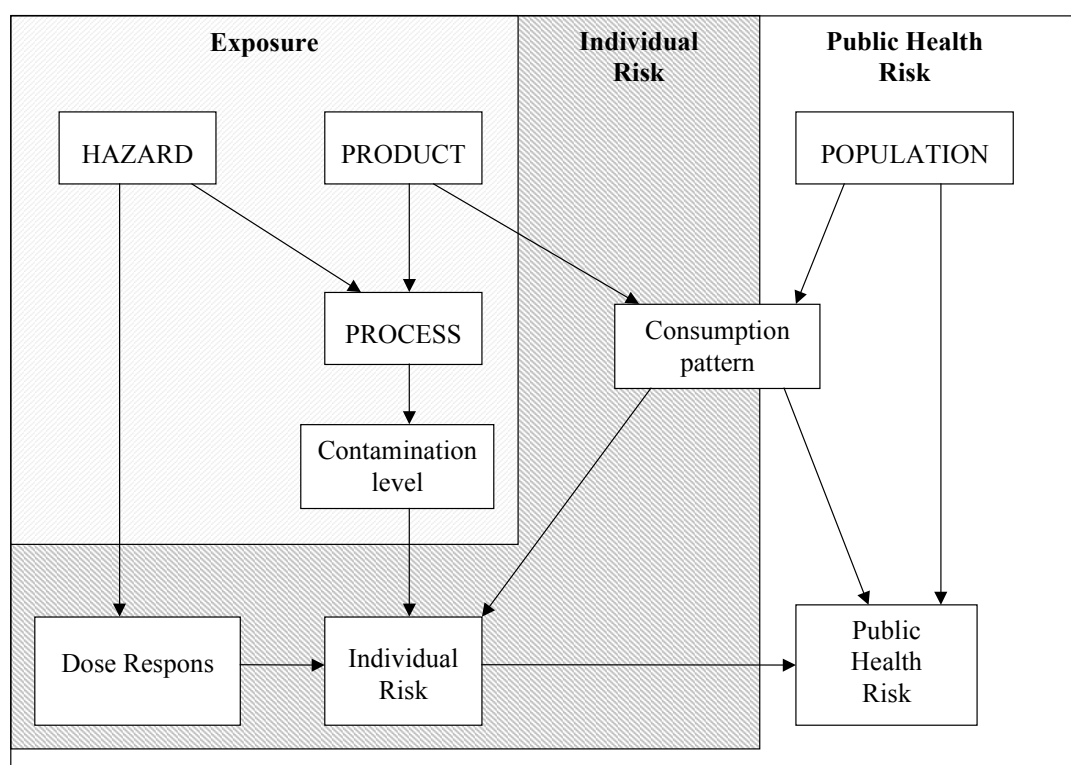 Exposure
Individual
Risk
Public Health
Risk
HAZARD
PRODUCT
POPULATION
PROCESS
Consumption
pattern
Contamination
level
Dose Respons
Individual
Risk
Public
Health
Risk